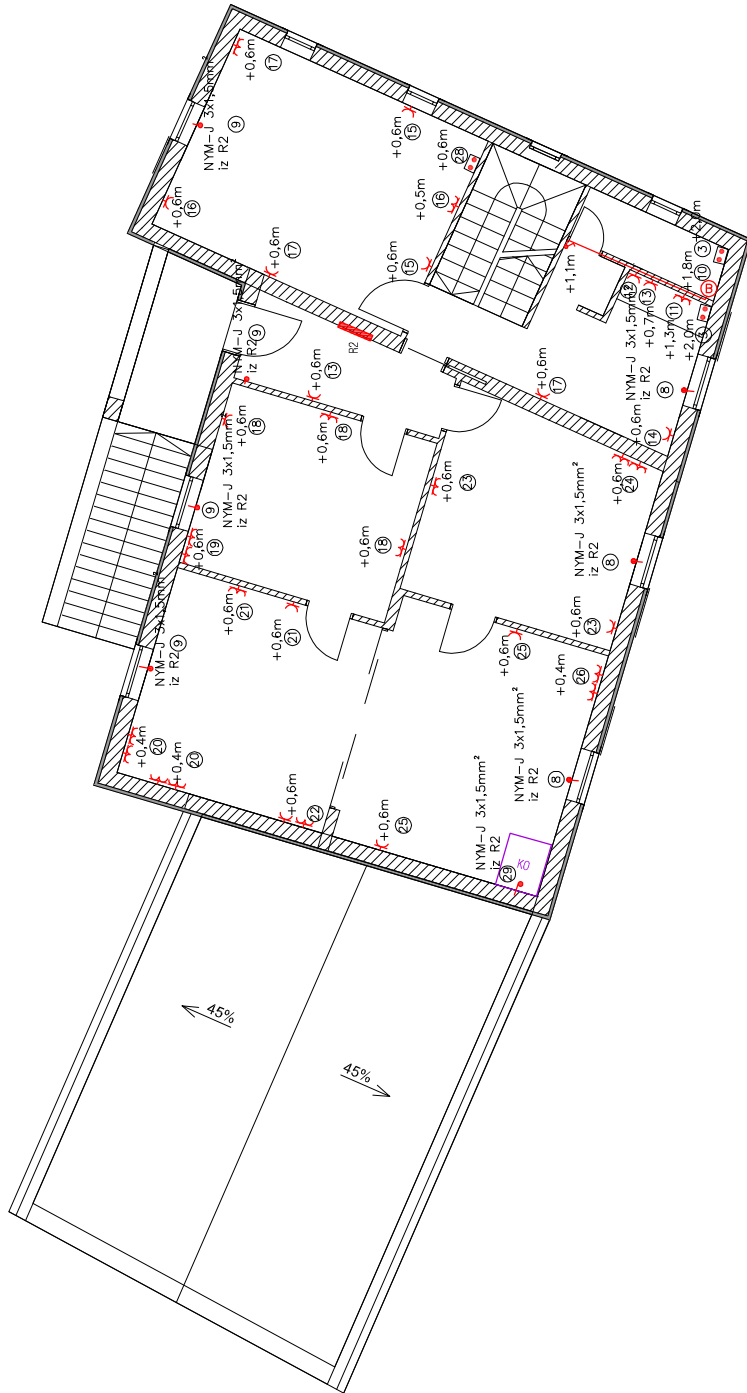 +0,6m
17
NYM-J 3x1,5mm²
iz R2
9
+0,6m
15
+0,6m
28
+0,6m
16
+0,5m
16
+0,6m
15
+0,6m
17
+2,0m
3
+1,8m
10
B
+1,1m
12
+0,7m
13
+1,3m
11
+2,0m
NYM-J 3x1,5mm²
iz R2
8
NYM-J 3x1,5mm²
iz R2
9
R2
+0,6m
13
+0,6m
17
+0,6m
14
+0,6m
18
+0,6m
18
NYM-J 3x1,5mm²
iz R2
9
+0,6m
23
+0,6m
24
+0,6m
19
+0,6m
18
NYM-J 3x1,5mm²
iz R2
8
+0,6m
21
+0,6m
21
+0,6m
23
NYM-J 3x1,5mm²
iz R2
9
+0,6m
25
+0,4m
26
+0,4m
20
+0,4m
20
NYM-J 3x1,5mm²
iz R2
8
+0,6m
22
+0,6m
25
NYM-J 3x1,5mm²
iz R2
29
KO
45%
45%